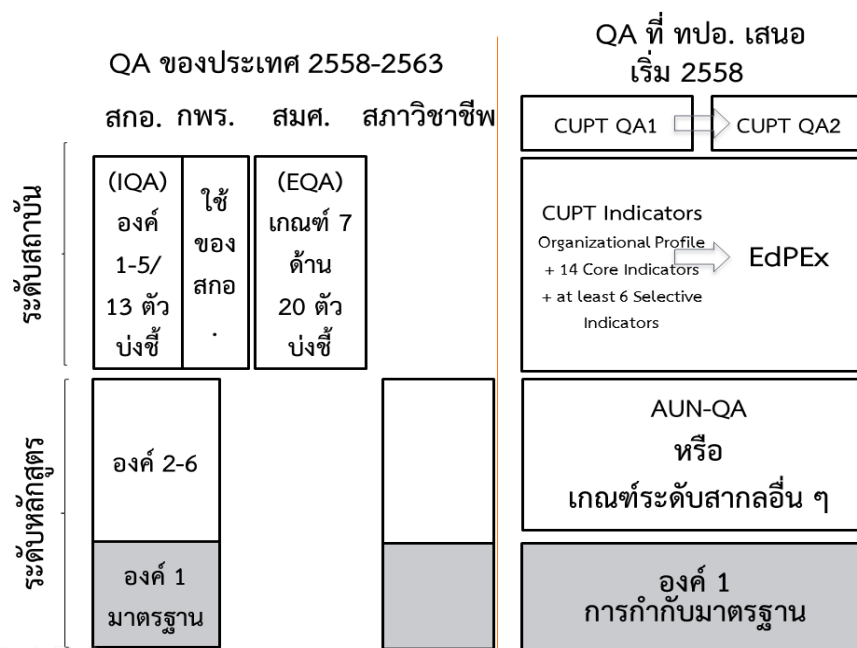 QA ของประเทศ 2558-2563
สกอ. กพร. สมศ. สภาวิชาชีพ
ระดับสถาบัน
(IQA)
องค์
1-5/
13 ตัว
บ่งชี้
ใช้
ของ
สกอ
.
(EQA)
เกณฑ์ 7
ด้าน
20 ตัว
บ่งชี้
ระดับหลักสูตร
องค์ 2-6
องค์ 1
มาตรฐาน
QA ที่ ทปอ. เสนอ
เริ่ม 2558
CUPT QA1
CUPT QA2
CUPT Indicators
Organizational Profile
+ 14 Core Indicators
+ at least 6 Selective
Indicators
EdPEx
AUN-QA
หรือ
เกณฑ์ระดับสากลอื่น ๆ
องค์ 1
การกำกับมาตรฐาน